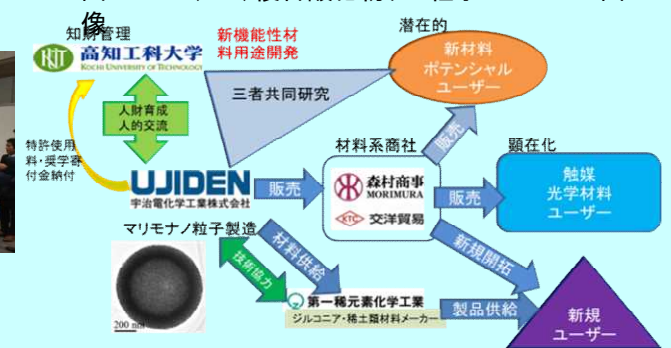 像
知財管理
高知工科大学
KOCHI UNIVERSITY OF TECHNOLOGY
新機能性材
料用途開発
潜在的
新材料
ポテンシャル
ユーザー
三者共同研究
人財育成
人的交流
特許使用
料・奨学寄
付金納付
UJIDEN
宇治電化学工業株式会社
販売
材料系商社
森村商事
MORIMURA
KTC 交洋貿易
販売
販売
顕在化
触媒
光学材料
ユーザー
マリモナノ粒子製造
200 nm
技術協力
材料供給
第一稀元素化学工業
ジルコニア・稀土類材料メーカー
新規開拓
製品供給
新規
ユーザー